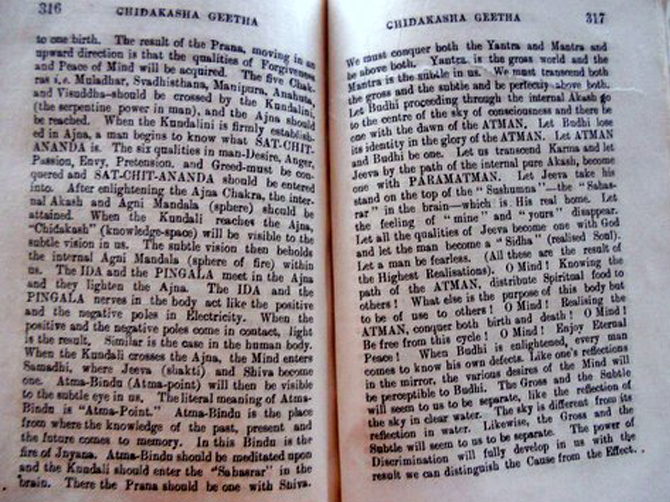 316 CHIDAKASHA GEETHA
to one birth. The result of the Prana, moving in an
upward direction is that the qualities of Forgiveness
and Peace of Mind will be acquired. The five Chak-
ras i.e. Muladhar, Svadhisthana, Manipura, Anahata,
and Visuddha—should be crossed by the Kundalini,
(the serpentine power in man), and the Ajna should
be reached. When the Kundalini is firmly establish-
ed in Ajna, a man begins to know what SAT-CHIT-
ANANDA is. The six qualities in man-Desire, Anger,
Passion, Envy, Pretension, and Greed-must be con-
quered and SAT-CHIT-ANANDA should be entered
into. After enlightening the Ajna Chakra, the inter-
nal Akash and Agni Mandala (sphere) should be
attained. When the Kundali reaches the Ajna,
"Chidakash" (knowledge-space) will be visible to the
subtle vision in us. The subtle vision then beholds
the internal Agni Mandala (sphere of fire) within
us. The IDA and the PINGALA meet in the Ajna
and they lighten the Ajna. The IDA and the
PINGALA nerves in the body act like the positive
and the negative poles in Electricity. When the
positive and the negative poles come in contact, light
is the result. Similar is the case in the human body.
When the Kundali crosses the Ajna, the Mind enters
Samadhi, where Jeeva (shakti) and Shiva become
one. Atma-Bindu (Atma-point) will then be visible
to the subtle eye in us. The literal meaning of Atma-
Bindu is "Atma-Point." Atma-Bindu is the place
from where the knowledge of the past, present and
the future comes to memory. In this Bindu is the
fire of Jnyana. Atma-Bindu should be meditated upon
and the Kundali should enter the "Sahasrar" in the
brain. There the Prana should be one with Shiva.
CHIDAKASHA GEETHA 317
We must conquer both the Yantra and Mantra and
be above both. Yantra is the gross world and the
Mantra is the subtle in us. We must transcend both
the gross and the subtle and be perfectly above both.
Let Budhi proceeding through the internal Akash go
to the centre of the sky of consciousness and there be
one with the dawn of the ATMAN. Let Budhi lose
its identity in the glory of the ATMAN. Let ATMAN
and Budhi be one. Let us transcend Karma and let
Jeeva by the path of the internal pure Akash, become
one with PARAMATMAN. Let Jeeva take his
stand on the top of the "Sushumna"—the "Sahas-
rar" in the brain—which is His real home. Let
the feeling of "mine" and "yours" disappear.
Let all the qualities of Jeeva become one with God
and let the man become a "Sidha" (realised Soul).
Let a man be fearless. (All these are the result of
the Highest Realisations). O Mind! Knowing the
path of the ATMAN, distribute Spiritual food to
others! What else is the purpose of this body but
to be of use to others! O Mind! Realising the
ATMAN, conquer both birth and death! O Mind!
Be free from this cycle! O Mind! Enjoy Eternal
Peace! When Budhi is enlightened, every man
comes to know his own defects. Like one's reflections
in the mirror, the various desires of the Mind will
be perceptible to Budhi. The Gross and the Subtle
will seem to us to be separate, like the reflection of
the sky in clear water. The sky is different from its
reflection in water. Likewise, the Gross and the
Subtle will seem to us to be separate. The power of
Discrimination will fully develop in us with the
result we can distinguish the Cause from the Effect.